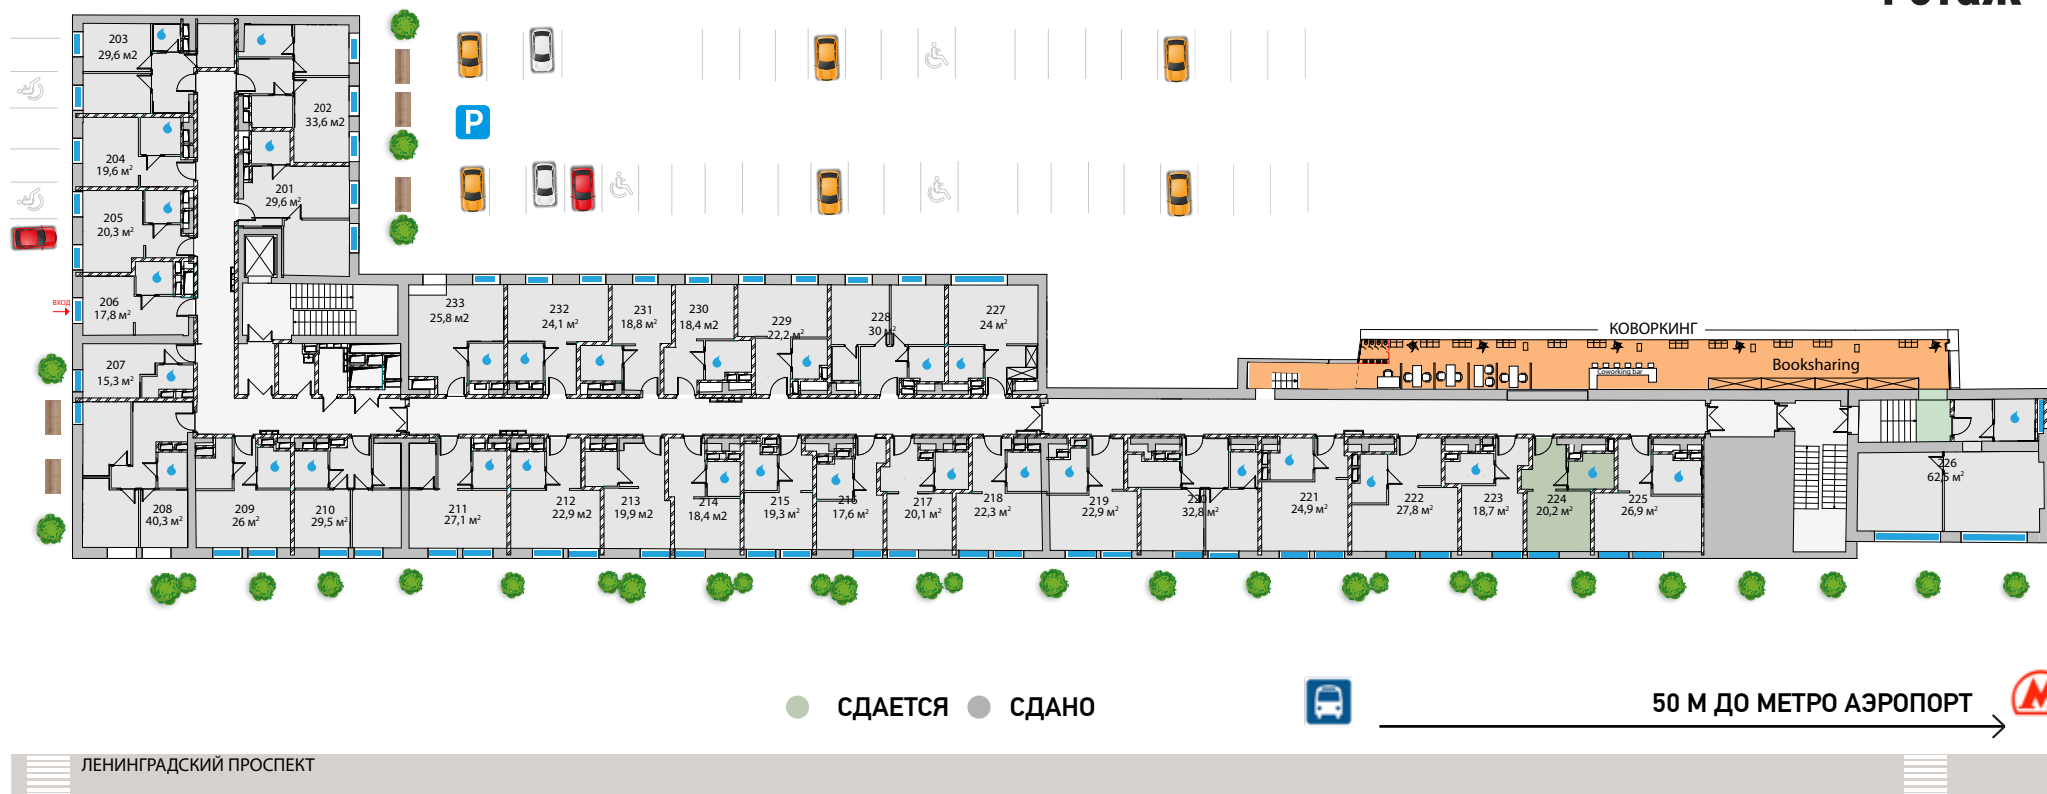 этаж
203
29,6 м2
202
33,6 м2
204
19,6 м²
201
29,6 м²
205
20,3 м²
206
17,8 м²
ВХОД
207
15,3 м²
208
40,3 м²
209
26 м²
210
29,5 м²
211
27,1 м²
212
22,9 м2
213
19,9 м2
214
18,4 м2
215
19,3 м²
216
17,6 м²
217
20,1 м²
218
22,3 м²
219
22,9 м²
220
32,8 м²
221
24,9 м²
222
27,8 м²
223
18,7 м²
224
20,2 м²
225
26,9 м²
226
62,5 м²
227
24 м²
228
30 м²
229
22,2 м²
230
18,4 м2
231
18,8 м²
232
24,1 м²
233
25,8 м2
P
КОВОРКИНГ
Booksharing
Coworking bar
СДАЕТСЯ
СДАНО
50 М ДО МЕТРО АЭРОПОРТ
М
ЛЕНИНГРАДСКИЙ ПРОСПЕКТ